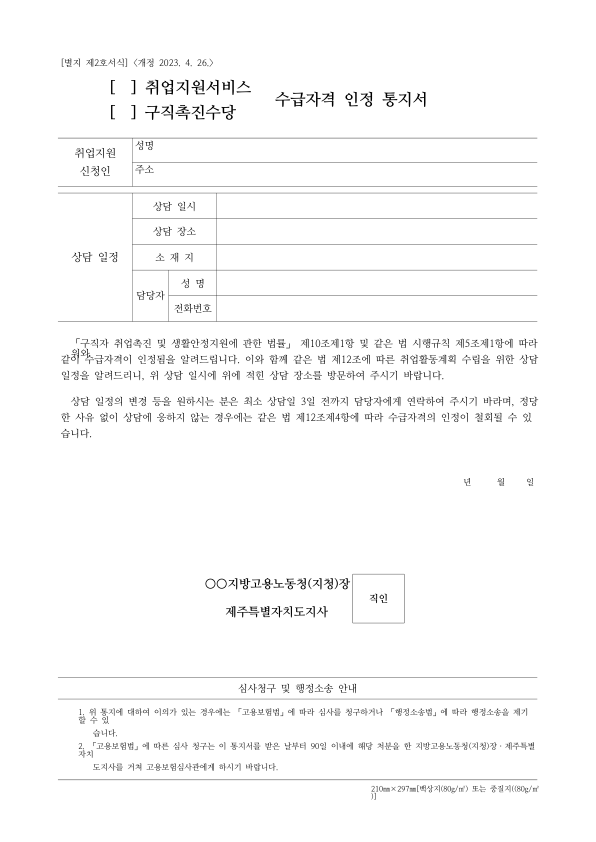 [별지 제2호서식] 〈개정 2023. 4. 26.〉
[  ] 취업지원서비스
[  ] 구직촉진수당
수급자격 인정 통지서
취업지원
신청인
성명
주소
상담 일정
상담 일시
상담 장소
소 재 지
담당자
성 명
전화번호
「구직자 취업촉진 및 생활안정지원에 관한 법률」 제10조제1항 및 같은 법 시행규칙 제5조제1항에 따라
위와
같이 수급자격이 인정됨을 알려드립니다. 이와 함께 같은 법 제12조에 따른 취업활동계획 수립을 위한 상담
일정을 알려드리니, 위 상담 일시에 위에 적힌 상담 장소를 방문하여 주시기 바랍니다.
상담 일정의 변경 등을 원하시는 분은 최소 상담일 3일 전까지 담당자에게 연락하여 주시기 바라며, 정당
한 사유 없이 상담에 응하지 않는 경우에는 같은 법 제12조제4항에 따라 수급자격의 인정이 철회될 수 있
습니다.
년 월 일
○○지방고용노동청(지청)장
제주특별자치도지사
직인
심사청구 및 행정소송 안내
1. 위 통지에 대하여 이의가 있는 경우에는 「고용보험법」에 따라 심사를 청구하거나 「행정소송법」에 따라 행정소송을 제기
할 수 있
습니다.
2. 「고용보험법」에 따른 심사 청구는 이 통지서를 받은 날부터 90일 이내에 해당 처분을 한 지방고용노동청(지청)장ㆍ제주특별
자치
도지사를 거쳐 고용보험심사관에게 하시기 바랍니다.
210㎜×297㎜[백상지(80g/㎡) 또는 중질지((80g/㎡
)]